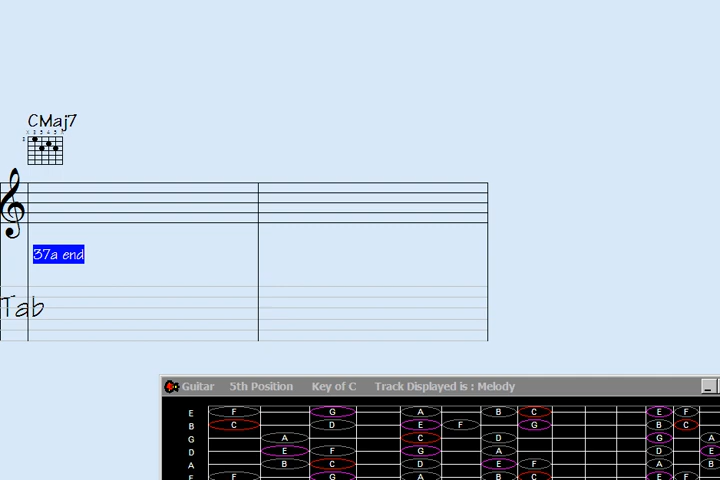 CMaj7
37a end
Tab
Guitar 5th Position Key of C Track Displayed is : Melody
E F G A B C E F
B C D E F G B C
G A C D G A
D E F G A D E
A B C D E F A B
E F G A B C E F